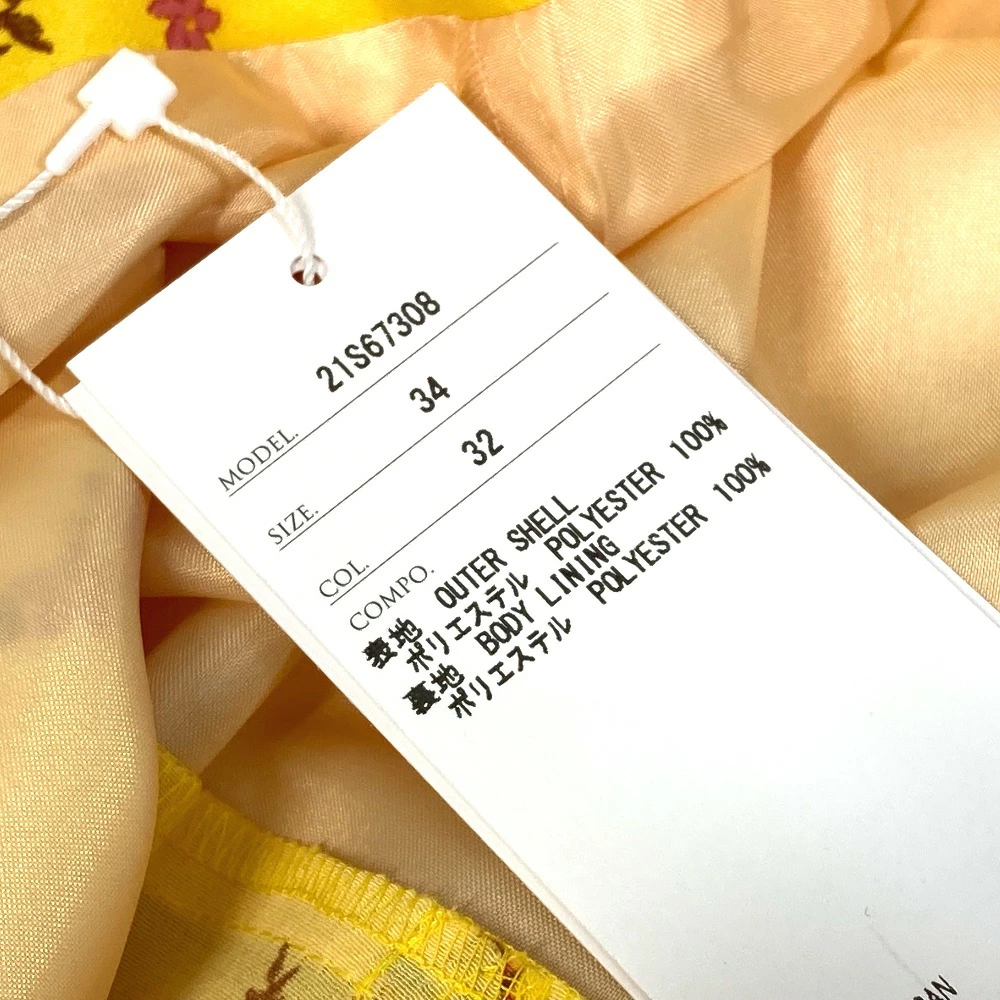 MODEL. 21S67308
SIZE. 34
COL. 32
COMPO.
表地 OUTER SHELL
ポリエステル POLYESTER 100%
裏地 BODY LINING
ポリエステル POLYESTER 100%